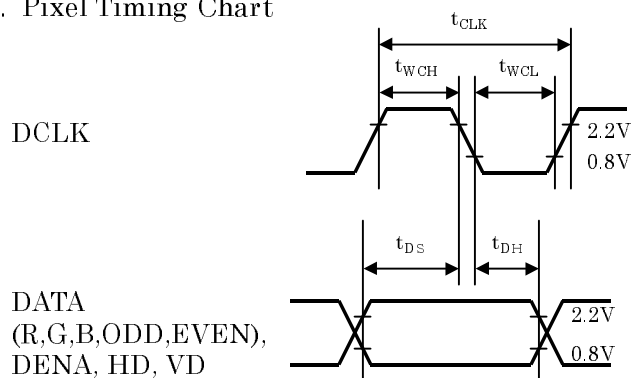 . Pixel Timing Chart
tCLK
tWCH
tWCL
DCLK
2.2V
0.8V
tDS
tDH
DATA
(R,G,B,ODD,EVEN),
DENA, HD, VD
2.2V
0.8V